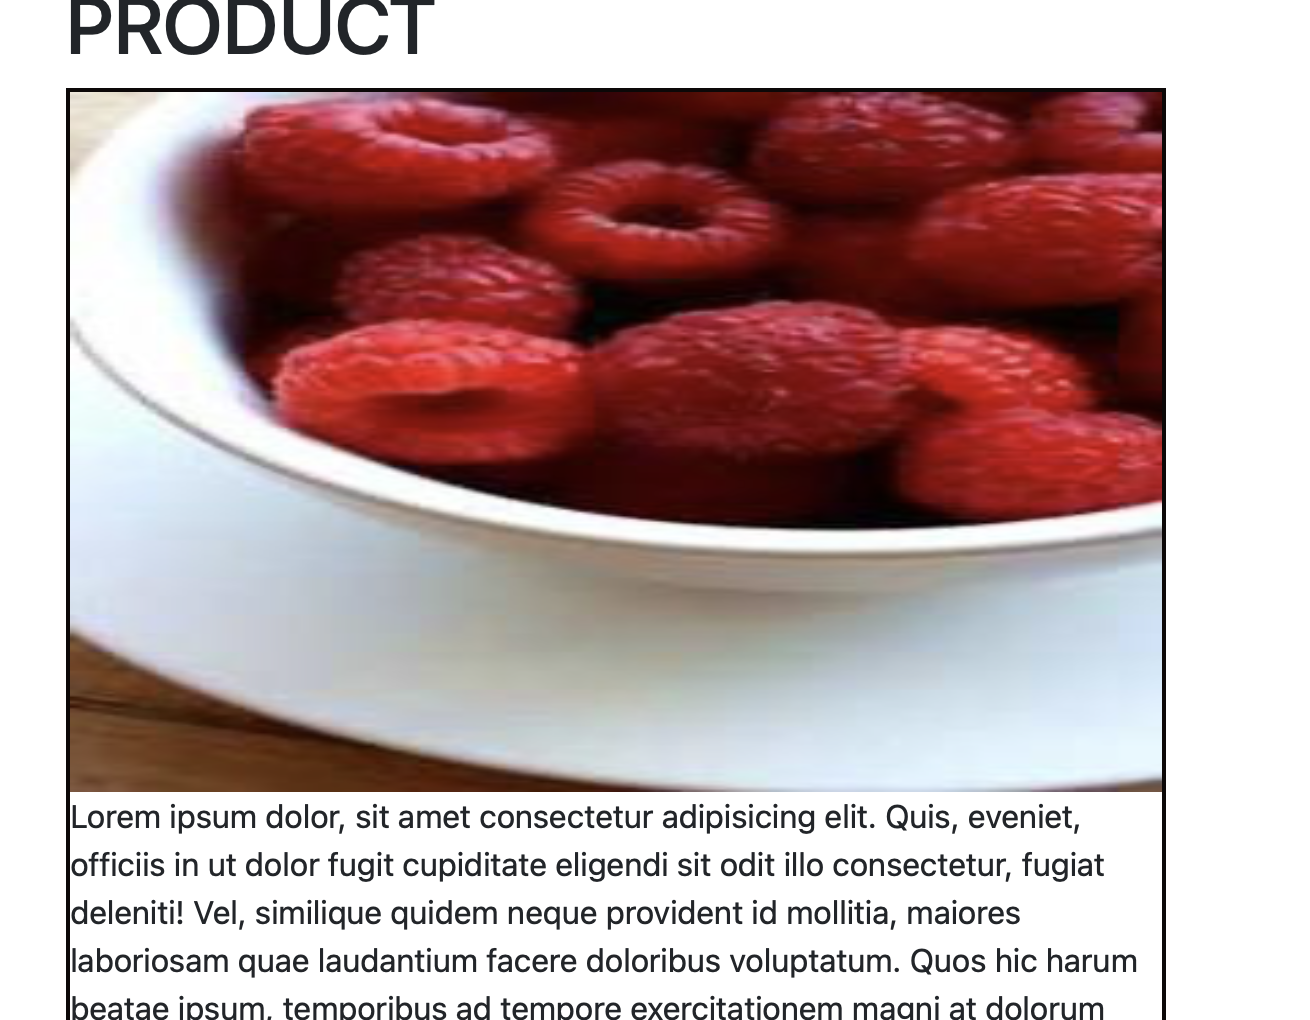 PRODUCT
Lorem ipsum dolor, sit amet consectetur adipisicing elit. Quis, eveniet,
officiis in ut dolor fugit cupiditate eligendi sit odit illo consectetur, fugiat
deleniti! Vel, similique quidem neque provident id mollitia, maiores
laboriosam quae laudantium facere doloribus voluptatum. Quos hic harum
beatae ipsum, temporibus ad tempore exercitationem magni at dolorum